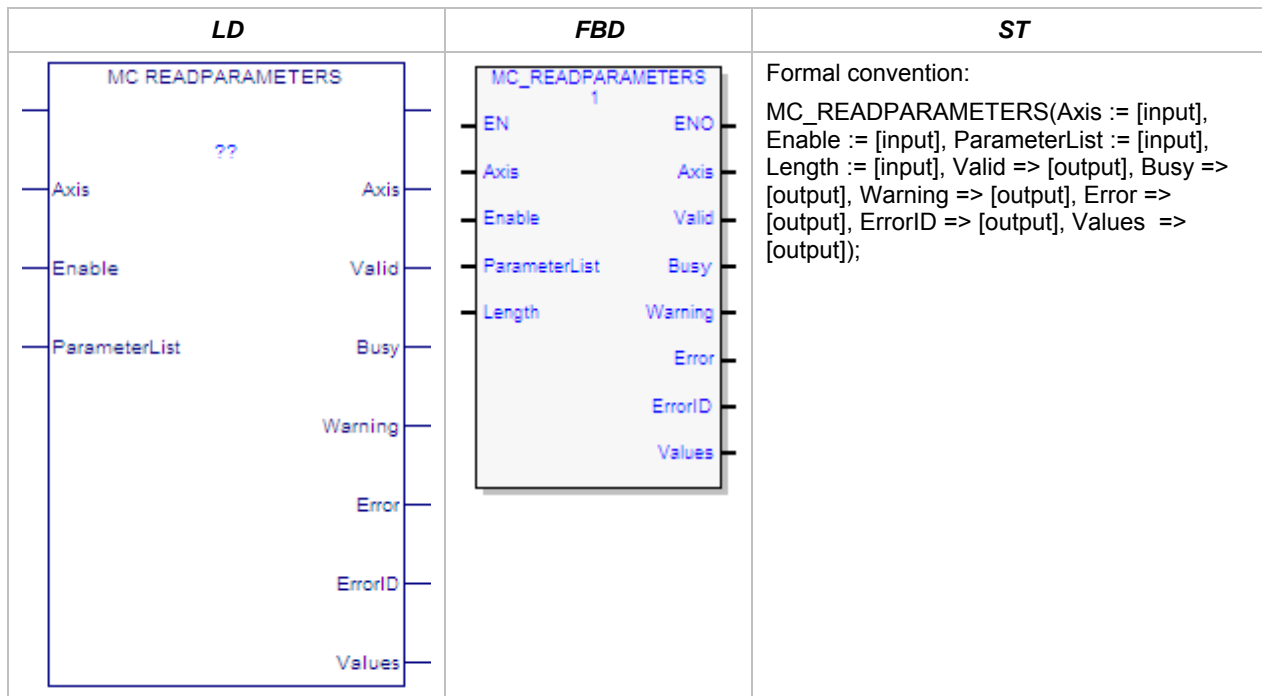 LD
FBD
ST
MC READPARAMETERS
??
Axis Axis
Enable Valid
ParameterList Busy
Warning
Error
ErrorID
Values
MC_READPARAMETERS
1
EN ENO
Axis Axis
Enable Valid
ParameterList Busy
Length Warning
Error
ErrorID
Values
Formal convention:
MC_READPARAMETERS(Axis := [input],
Enable := [input], ParameterList := [input],
Length := [input], Valid => [output], Busy =>
[output], Warning => [output], Error =>
[output], ErrorID => [output], Values =>
[output]);